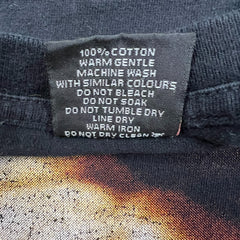 100% COTTON
WARM GENTLE
MACHINE WASH
WITH SIMILAR COLOURS
DO NOT BLEACH
DO NOT SOAK
DO NOT TUMBLE DRY
LINE DRY
WARM IRON
DO NOT DRY CLEAN